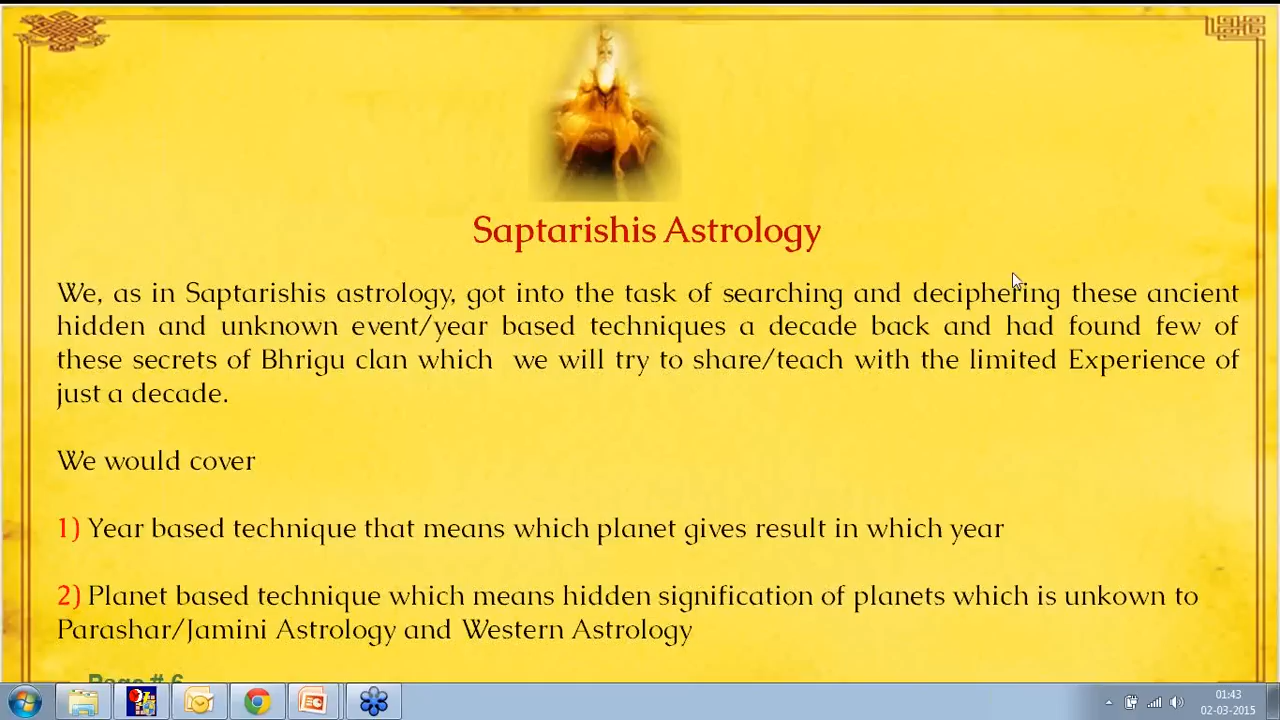 Saptarishis Astrology
We, as in Saptarishis astrology, got into the task of searching and deciphering these ancient
hidden and unknown event/year based techniques a decade back and had found few of
these secrets of Bhrigu clan which we will try to share/teach with the limited Experience of
just a decade.
We would cover
1) Year based technique that means which planet gives result in which year
2) Planet based technique which means hidden signification of planets which is unkown to
Parashar/Jamini Astrology and Western Astrology
Page # 6
01:43
02-03-2015